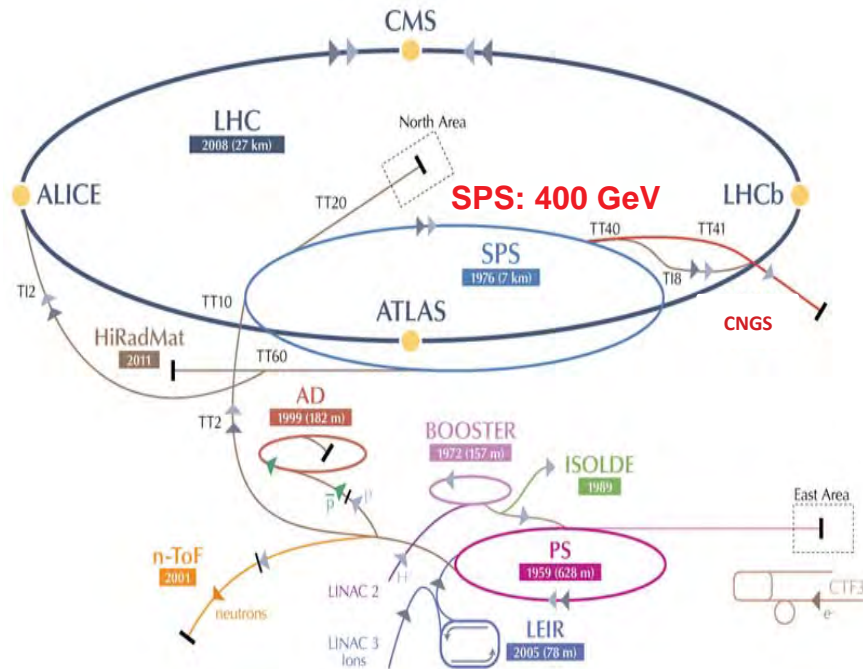 CMS
LHC
2008 (27 km)
North Area
ALICE
TT20
SPS: 400 GeV
LHCb
TT40
TT41
SPS
1976 (7 km)
TI8
TI2
TT10
ATLAS
CNGS
HiRadMat
2011
TT60
AD
1999 (182 m)
TT2
BOOSTER
1972 (157 m)
ISOLDE
1989
p
p
East Area
n-ToF
2001
PS
1959 (628 m)
LINAC 2
neutrons
CTF3
e-
LINAC 3
Ions
LEIR
2005 (78 m)